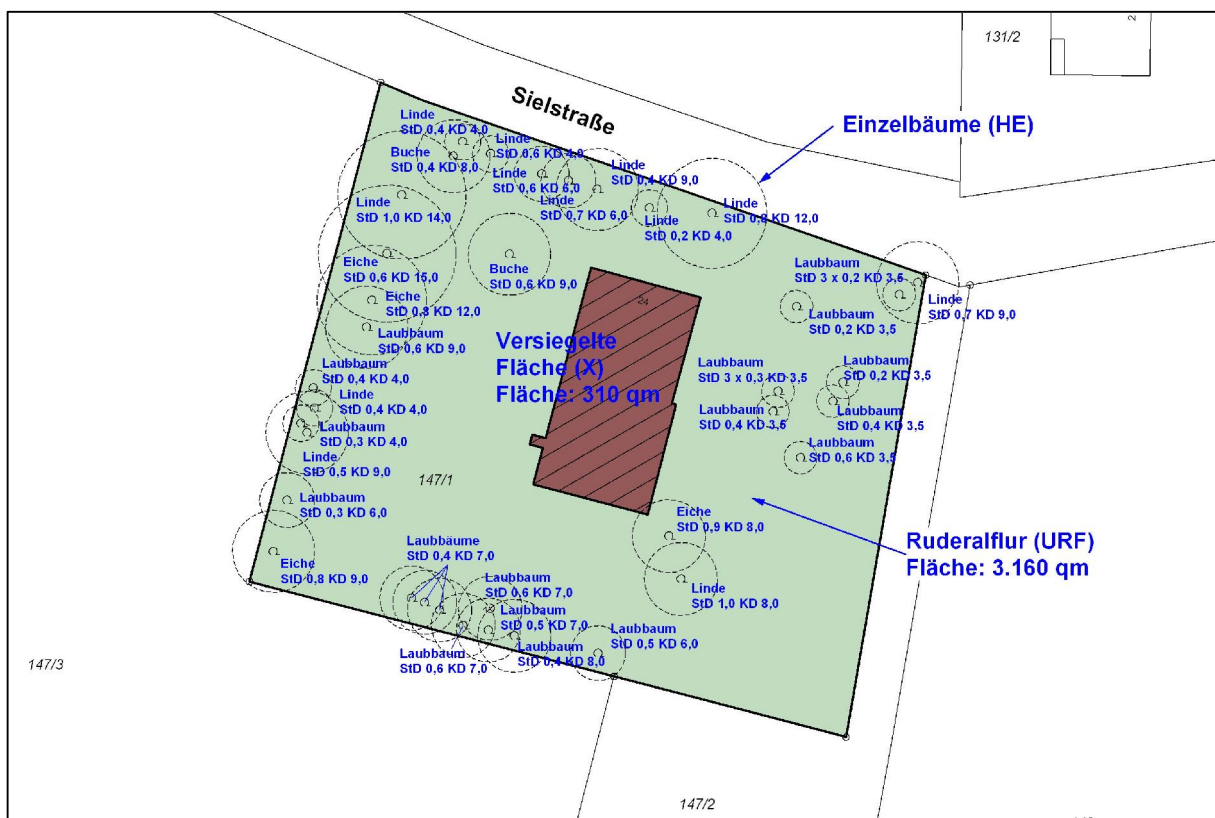 131/2
2
Sielstraße
Einzelbäume (HE)
Linde
StD 0,4 KD 4,0
Linde
StD 0,6 KD 4,0
Buche
StD 0,4 KD 8,0
Linde
StD 0,6 KD 6,0
Linde
StD 0,4 KD 9,0
Linde
StD 0,7 KD 6,0
Linde
StD 1,0 KD 14,0
Linde
StD 0,2 KD 4,0
Linde
StD 0,8 KD 12,0
Eiche
StD 0,6 KD 15,0
Buche
StD 0,6 KD 9,0
Laubbaum
StD 3 x 0,2 KD 3,5
Linde
StD 0,7 KD 9,0
Eiche
StD 0,8 KD 12,0
24
Laubbaum
StD 0,2 KD 3,5
Laubbaum
StD 0,6 KD 9,0
Versiegelte
Fläche (X)
Fläche: 310 qm
Laubbaum
StD 0,4 KD 4,0
Laubbaum
StD 3 x 0,3 KD 3,5
Laubbaum
StD 0,2 KD 3,5
Linde
StD 0,4 KD 4,0
Laubbaum
StD 0,4 KD 3,5
Laubbaum
StD 0,4 KD 3,5
Laubbaum
StD 0,3 KD 4,0
Laubbaum
StD 0,6 KD 3,5
Linde
StD 0,5 KD 9,0
147/1
Laubbaum
StD 0,3 KD 6,0
Eiche
StD 0,9 KD 8,0
Ruderalflur (URF)
Fläche: 3.160 qm
Laubbäume
StD 0,4 KD 7,0
Eiche
StD 0,8 KD 9,0
Laubbaum
StD 0,6 KD 7,0
Linde
StD 1,0 KD 8,0
Laubbaum
StD 0,5 KD 7,0
Laubbaum
StD 0,5 KD 6,0
Laubbaum
StD 0,6 KD 7,0
Laubbaum
StD 0,4 KD 8,0
147/3
147/2